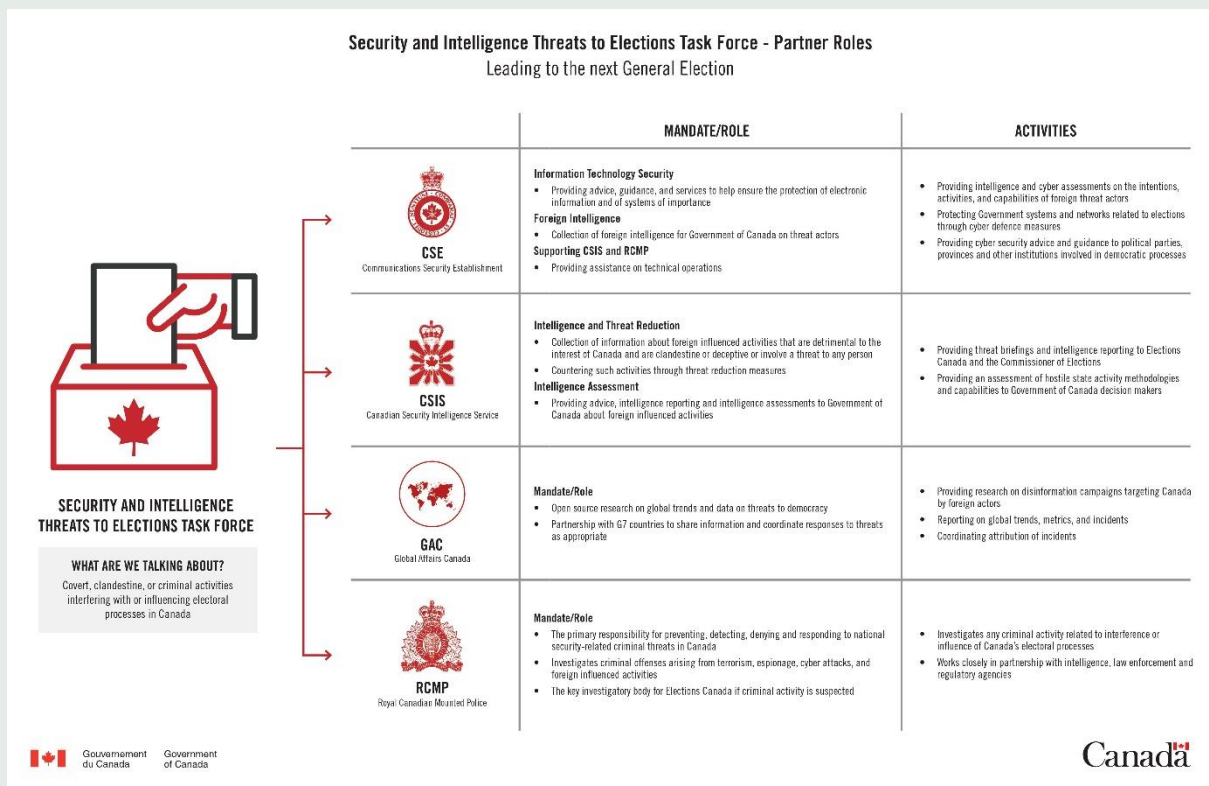 Security and Intelligence Threats to Elections Task Force - Partner Roles
Leading to the next General Election
MANDATE/ROLE
ACTIVITIES
CSE
Communications Security Establishment
Information Technology Security
• Providing advice, guidance, and services to help ensure the protection of electronic
information and of systems of importance
Foreign Intelligence
• Collection of foreign intelligence for Government of Canada on threat actors
Supporting CSIS and RCMP
• Providing assistance on technical operations
• Providing intelligence and cyber assessments on the intentions,
activities, and capabilities of foreign threat actors
• Protecting Government systems and networks related to elections
through cyber defence measures
• Providing cyber security advice and guidance to political parties,
provinces and other institutions involved in democratic processes
CSIS
Canadian Security Intelligence Service
Intelligence and Threat Reduction
• Collection of information about foreign influenced activities that are detrimental to the
interest of Canada and are clandestine or deceptive or involve a threat to any person
• Countering such activities through threat reduction measures
Intelligence Assessment
• Providing advice, intelligence reporting and intelligence assessments to Government of
Canada about foreign influenced activities
• Providing threat briefings and intelligence reporting to Elections
Canada and the Commissioner of Elections
• Providing an assessment of hostile state activity methodologies
and capabilities to Government of Canada decision makers
GAC
Global Affairs Canada
Mandate/Role
• Open source research on global trends and data on threats to democracy
• Partnership with G7 countries to share information and coordinate responses to threats
as appropriate
• Providing research on disinformation campaigns targeting Canada
by foreign actors
• Reporting on global trends, metrics, and incidents
• Coordinating attribution of incidents
RCMP
Royal Canadian Mounted Police
Mandate/Role
• The primary responsibility for preventing, detecting, denying and responding to national
security-related criminal threats in Canada
• Investigates criminal offenses arising from terrorism, espionage, cyber attacks, and
foreign influenced activities
• The key investigatory body for Elections Canada if criminal activity is suspected
• Investigates any criminal activity related to interference or
influence of Canada's electoral processes
• Works closely in partnership with intelligence, law enforcement and
regulatory agencies
SECURITY AND INTELLIGENCE
THREATS TO ELECTIONS TASK FORCE
WHAT ARE WE TALKING ABOUT?
Covert, clandestine, or criminal activities
interfering with or influencing electoral
processes in Canada
Gouvernement
du Canada
Government
of Canada
Canada